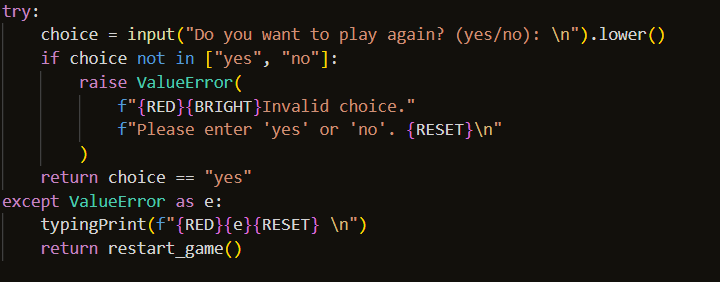 try:
    choice = input("Do you want to play again? (yes/no): \n").lower()
    if choice not in ["yes", "no"]:
        raise ValueError(
            f"{RED}{BRIGHT}Invalid choice."
            f"Please enter 'yes' or 'no'. {RESET}\n"
        )
    return choice == "yes"
except ValueError as e:
    typingPrint(f"{RED}{e}{RESET} \n")
    return restart_game()